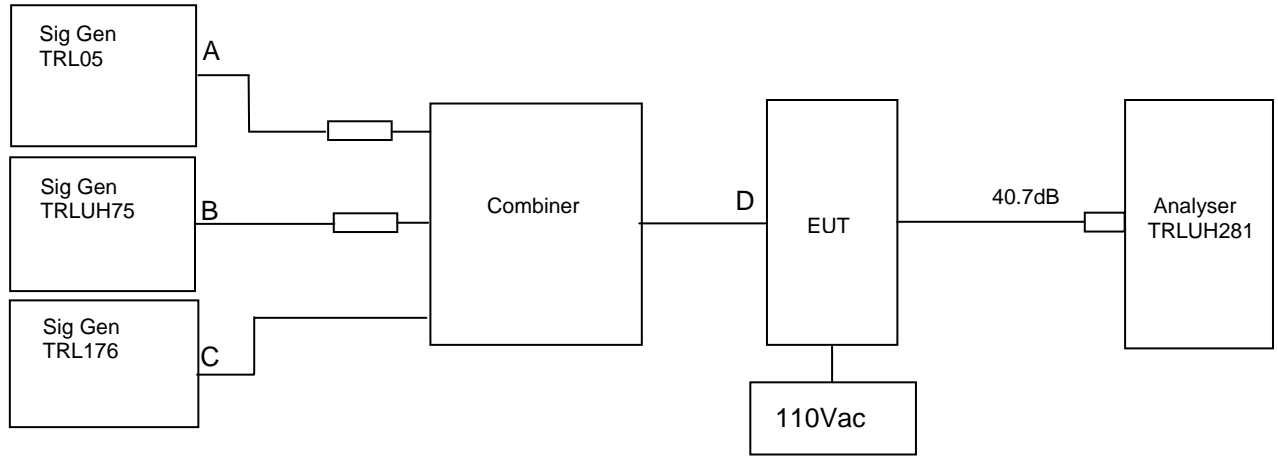 Sig Gen
TRL05
A
Sig Gen
TRLUH75
B
Sig Gen
TRL176
C
Combiner
D
EUT
110Vac
40.7dB
Analyser
TRLUH281